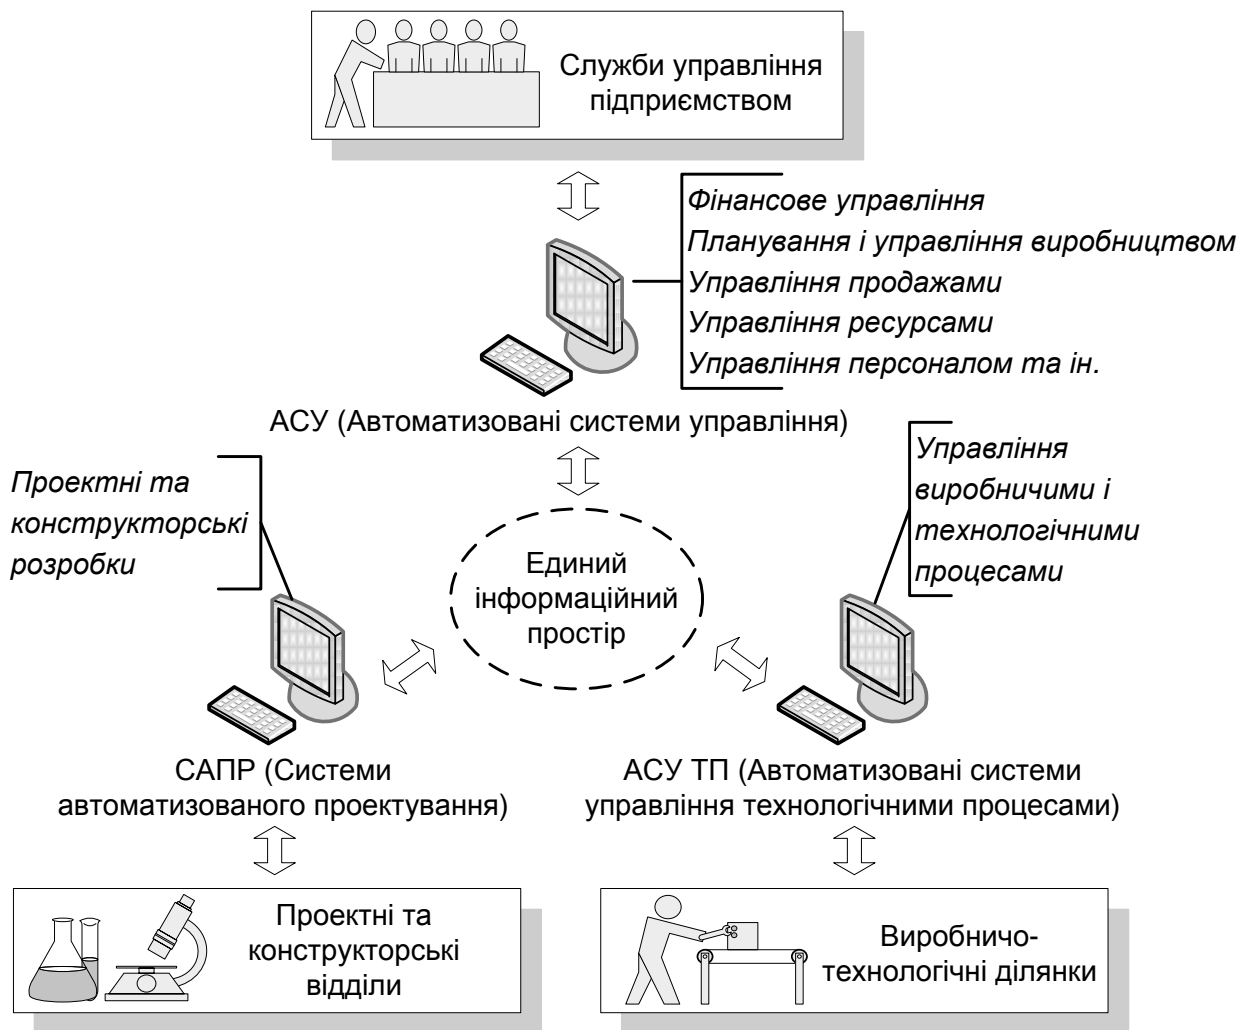 Служби управління
підприємством
Фінансове управління
Планування і управління виробництвом
Управління продажами
Управління ресурсами
Управління персоналом та ін.
АСУ (Автоматизовані системи управління)
Проектні та
конструкторські
розробки
Управління
виробничими і
технологічними
процесами
Единий
інформаційний
простір
САПР (Системи
автоматизованого проектування)
АСУ ТП (Автоматизовані системи
управління технологічними процесами)
Проектні та
конструкторські
відділи
Виробничо-
технологічні ділянки